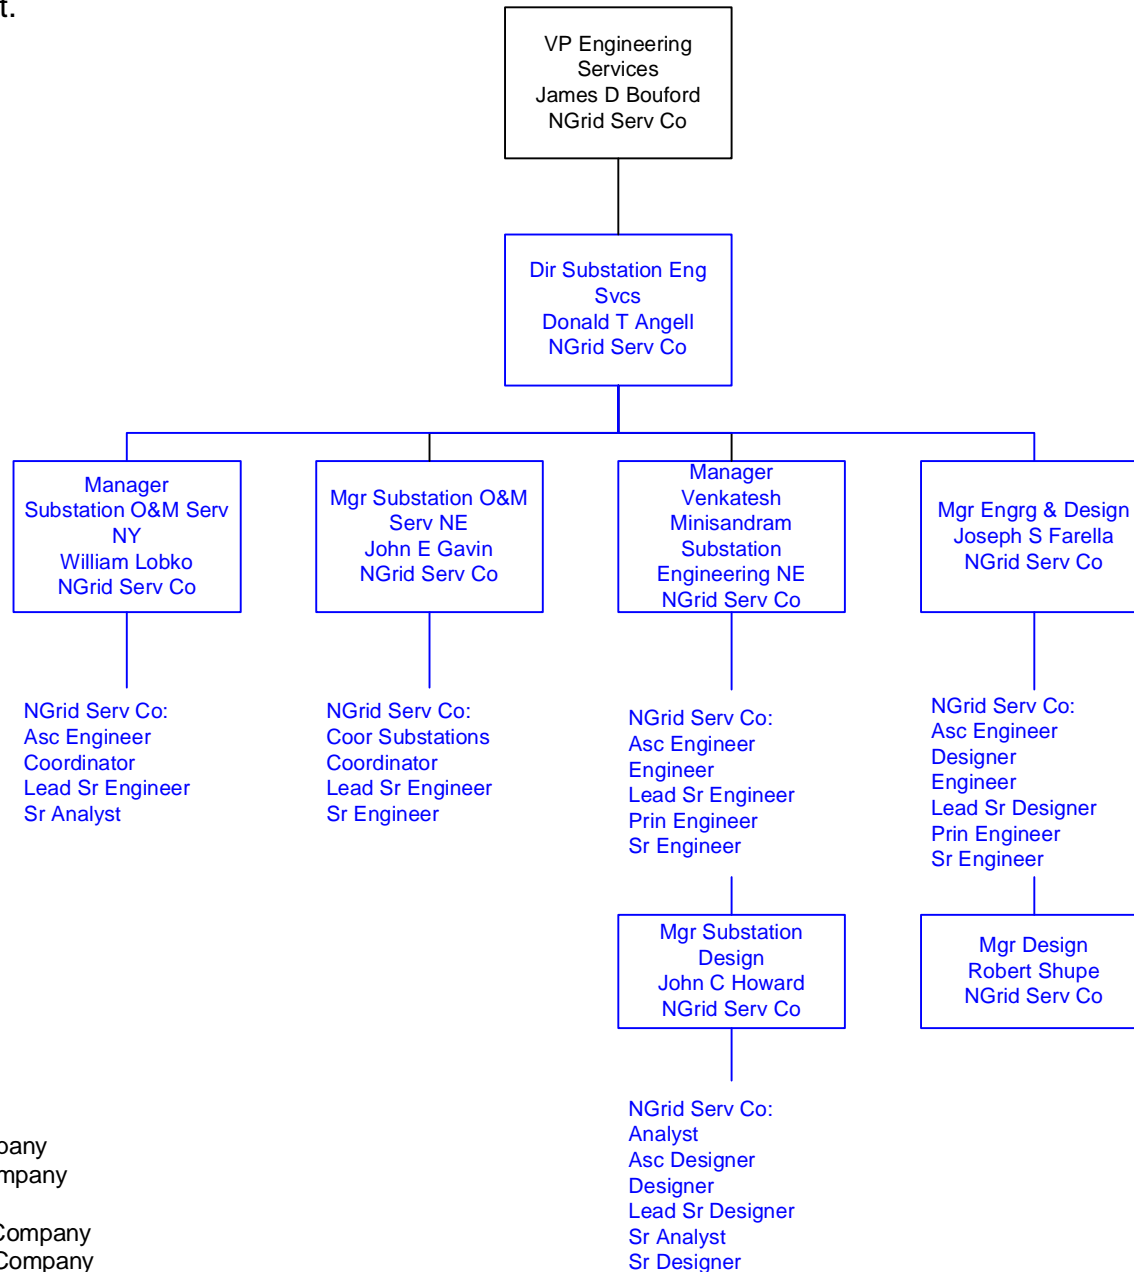 t.
VP Engineering
Services
James D Bouford
NGrid Serv Co
Dir Substation Eng
Svcs
Donald T Angell
NGrid Serv Co
Manager
Substation O&M Serv
NY
William Lobko
NGrid Serv Co
Mgr Substation O&M
Serv NE
John E Gavin
NGrid Serv Co
Manager
Venkatesh
Minisandram
Substation
Engineering NE
NGrid Serv Co
Mgr Engrg & Design
Joseph S Farella
NGrid Serv Co
NGrid Serv Co:
Asc Engineer
Coordinator
Lead Sr Engineer
Sr Analyst
NGrid Serv Co:
Coor Substations
Coordinator
Lead Sr Engineer
Sr Engineer
NGrid Serv Co:
Asc Engineer
Engineer
Lead Sr Engineer
Prin Engineer
Sr Engineer
NGrid Serv Co:
Asc Engineer
Designer
Engineer
Lead Sr Designer
Prin Engineer
Sr Engineer
Mgr Substation
Design
John C Howard
NGrid Serv Co
Mgr Design
Robert Shupe
NGrid Serv Co
NGrid Serv Co:
Analyst
Asc Designer
Designer
Lead Sr Designer
Sr Analyst
Sr Designer
pany
mpany
Company
Company